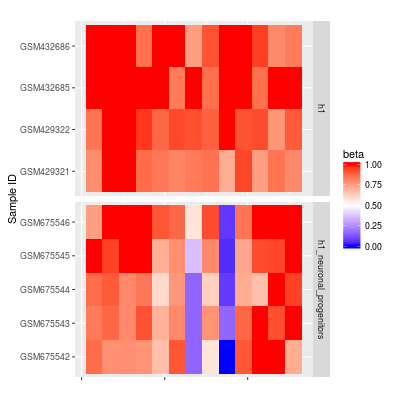 Sample ID
GSM432686
GSM432685
GSM429322
GSM429321
h1
GSM675546
GSM675545
GSM675544
GSM675543
GSM675542
h1_neuronal_progenitors
beta
1.00
0.75
0.50
0.25
0.00